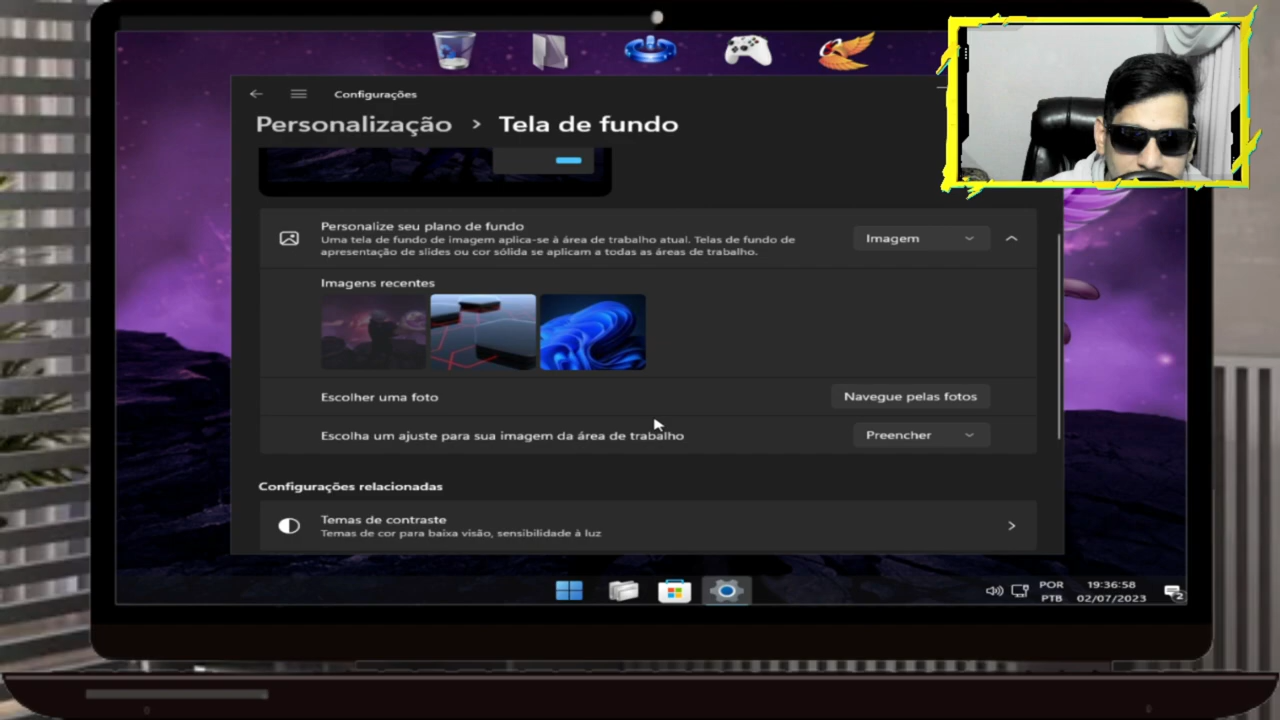 Configurações
Personalização > Tela de fundo
Personalize seu plano de fundo
Uma tela de fundo de imagem aplica-se à área de trabalho atual. Telas de fundo de
apresentação de slides ou cor sólida se aplicam a todas as áreas de trabalho.
Imagem
Imagens recentes
Escolher uma foto
Navegue pelas fotos
Escolha um ajuste para sua imagem da área de trabalho
Preencher
Configurações relacionadas
Temas de contraste
Temas de cor para baixa visão, sensibilidade à luz
POR
PTB
19:36:58
02/07/2023
2